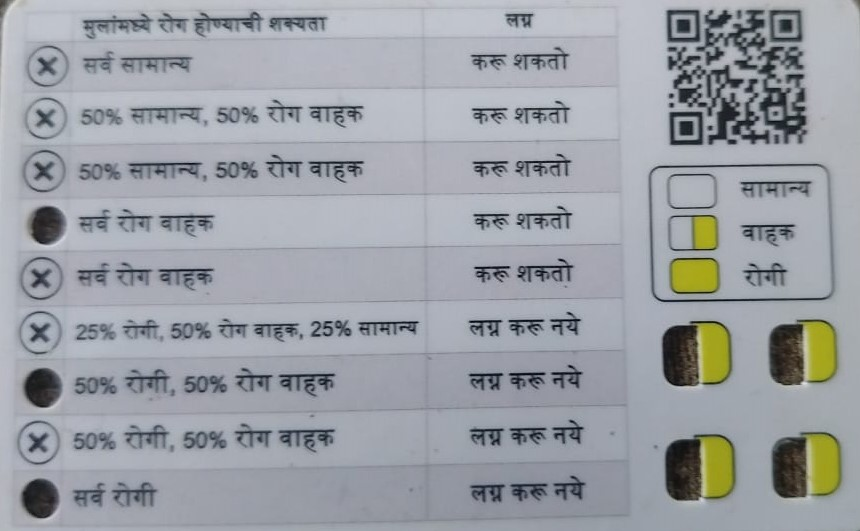 मुलांमध्ये रोग होण्याची शक्यता लग्न
सर्व सामान्य करू शकतो
50% सामान्य, 50% रोग वाहक करू शकतो
50% सामान्य, 50% रोग वाहक करू शकतो
सर्व रोग वाहक करू शकतो
सर्व रोग वाहक करू शकतो
25% रोगी, 50% रोग वाहक, 25% सामान्य लग्न करू नये
50% रोगी, 50% रोग वाहक लग्न करू नये
50% रोगी, 50% रोग वाहक लग्न करू नये
सर्व रोगी लग्न करू नये
सामान्य
वाहक
रोगी